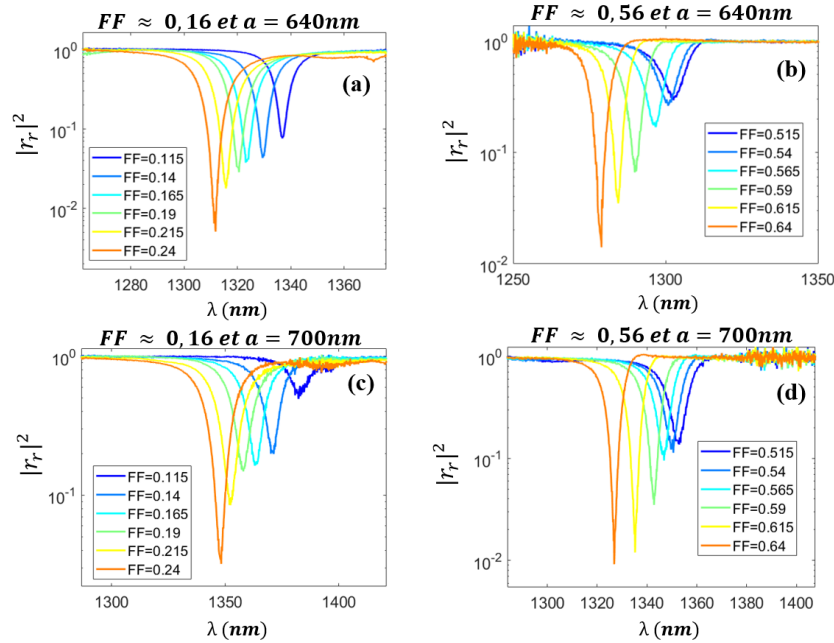 FF ≈ 0,16 et a = 640nm
10^0
10^-1
10^-2
|r_r|^2
(a)
FF=0.115
FF=0.14
FF=0.165
FF=0.19
FF=0.215
FF=0.24
1280 1300 1320 1340 1360
λ (nm)
FF ≈ 0,56 et a = 640nm
10^0
10^-1
10^-2
|r_r|^2
(b)
FF=0.515
FF=0.54
FF=0.565
FF=0.59
FF=0.615
FF=0.64
1250 1300 1350
λ (nm)
FF ≈ 0,16 et a = 700nm
10^0
10^-1
|r_r|^2
(c)
FF=0.115
FF=0.14
FF=0.165
FF=0.19
FF=0.215
FF=0.24
1300 1350 1400
λ (nm)
FF ≈ 0,56 et a = 700nm
10^0
10^-1
10^-2
|r_r|^2
(d)
FF=0.515
FF=0.54
FF=0.565
FF=0.59
FF=0.615
FF=0.64
1300 1320 1340 1360 1380 1400
λ (nm)